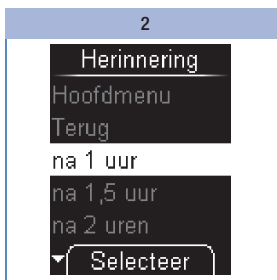 2
Herinnering
Hoofdmenu
Terug
na 1 uur
na 1,5 uur
na 2 uren
Selecteer